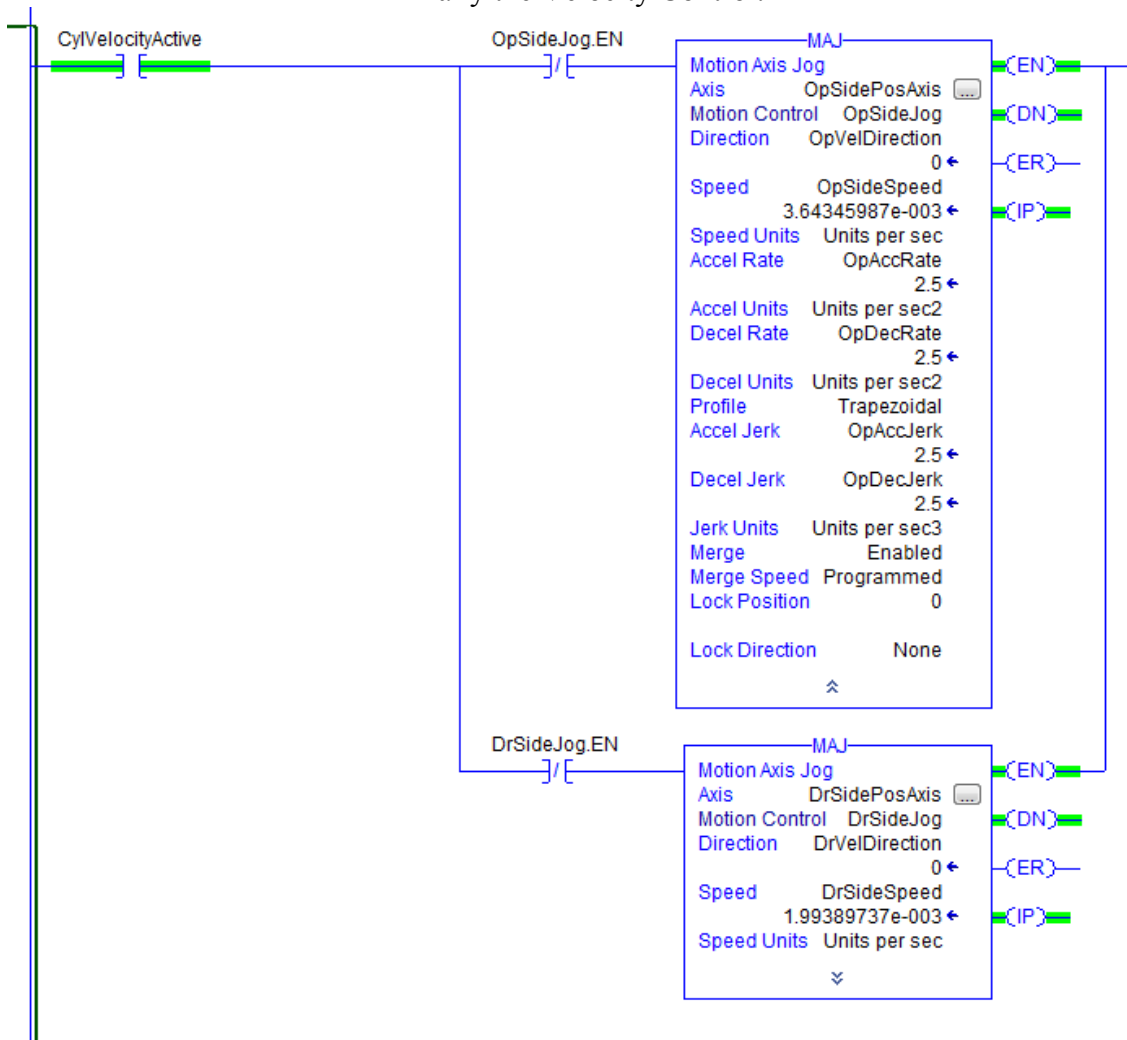 CylVelocityActive
OpSideJog.EN
MAJ
Motion Axis Jog
Axis OpSidePosAxis ...
Motion Control OpSideJog
Direction OpVelDirection
0
Speed OpSideSpeed
3.64345987e-003
Speed Units Units per sec
Accel Rate OpAccRate
2.5
Accel Units Units per sec2
Decel Rate OpDecRate
2.5
Decel Units Units per sec2
Profile Trapezoidal
Accel Jerk OpAccJerk
2.5
Decel Jerk OpDecJerk
2.5
Jerk Units Units per sec3
Merge Enabled
Merge Speed Programmed
Lock Position 0
Lock Direction None
EN
DN
ER
IP
DrSideJog.EN
MAJ
Motion Axis Jog
Axis DrSidePosAxis ...
Motion Control DrSideJog
Direction DrVelDirection
0
Speed DrSideSpeed
1.99389737e-003
Speed Units Units per sec
EN
DN
ER
IP